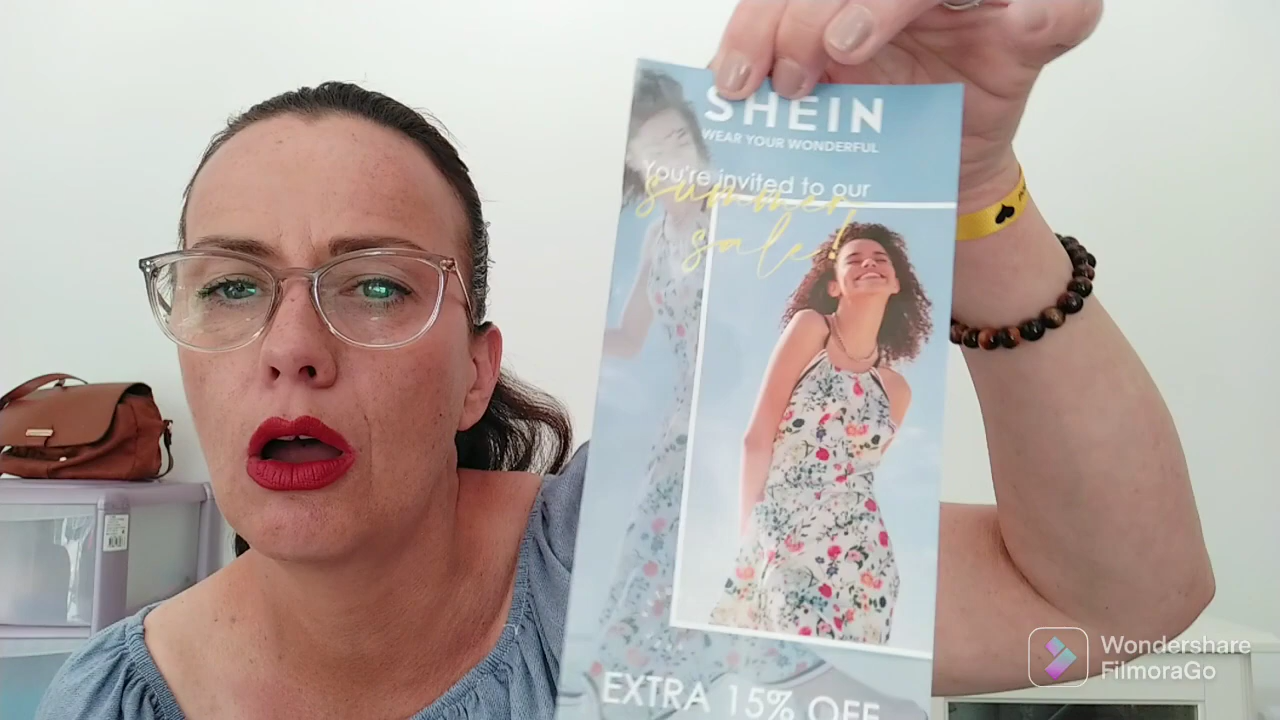 SHEIN
WEAR YOUR WONDERFUL
You're invited to our
summer
sale!
EXTRA 15% OFF
Wondershare
FilmoraGo